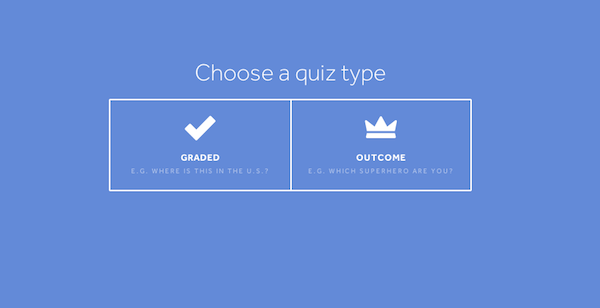 Choose a quiz type
GRADED
E.G. WHERE IS THIS IN THE U.S.?
OUTCOME
E.G. WHICH SUPERHERO ARE YOU?